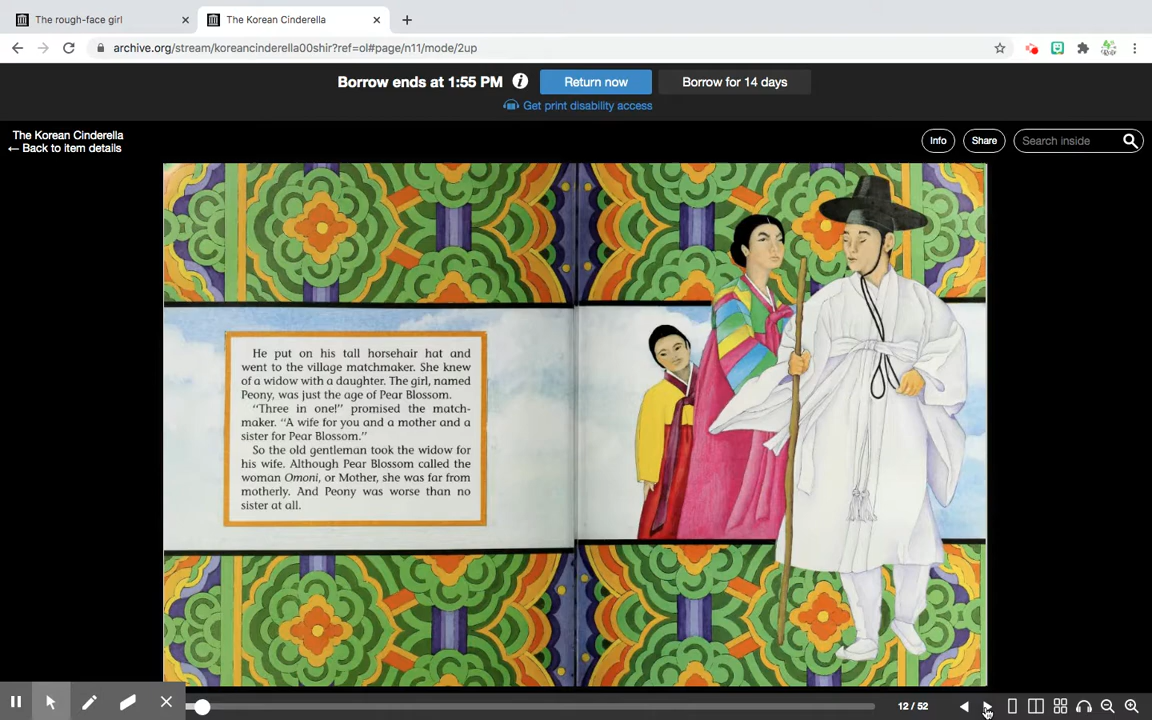 The rough-face girl
The Korean Cinderella
archive.org/stream/koreancinderella00shir?ref=ol#page/n11/mode/2up
Borrow ends at 1:55 PM
Return now
Borrow for 14 days
Get print disability access
The Korean Cinderella
← Back to item details
Info
Share
Search inside
He put on his tall horsehair hat and
went to the village matchmaker. She knew
of a widow with a daughter. The girl, named
Peony, was just the age of Pear Blossom.
"Three in one!" promised the match-
maker. "A wife for you and a mother and a
sister for Pear Blossom."
So the old gentleman took the widow for
his wife. Although Pear Blossom called the
woman Omoni, or Mother, she was far from
motherly. And Peony was worse than no
sister at all.
12 / 52